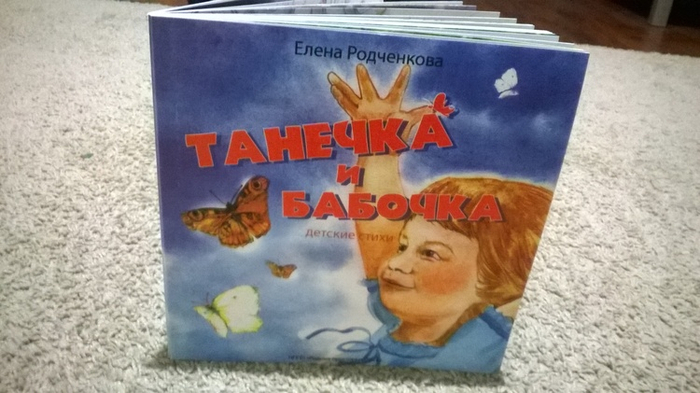 Елена Родченкова
ТАНЕЧКА
и
БАБОЧКА
детские стихи